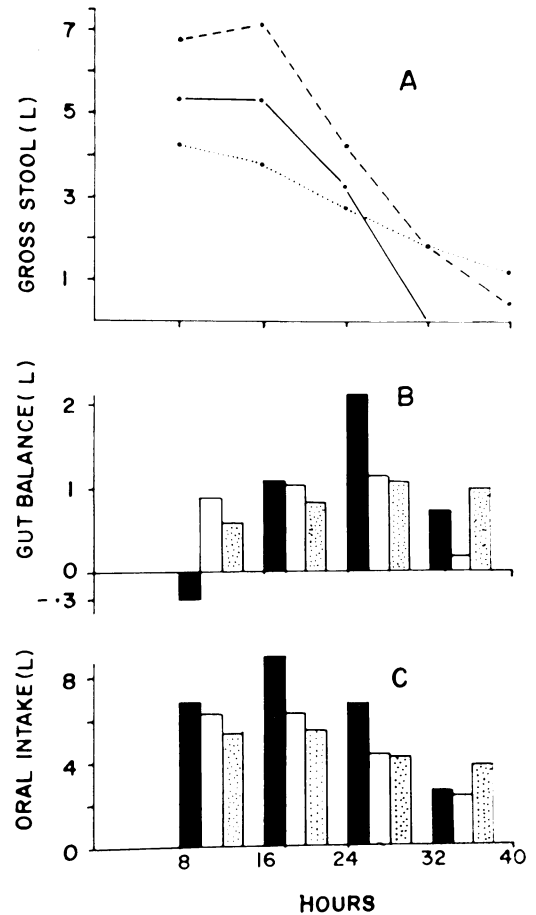 7
5
3
1
GROSS STOOL (L)
A
2
1
0
-.3
GUT BALANCE (L)
B
8
4
0
ORAL INTAKE (L)
C
8 16 24 32 40
HOURS